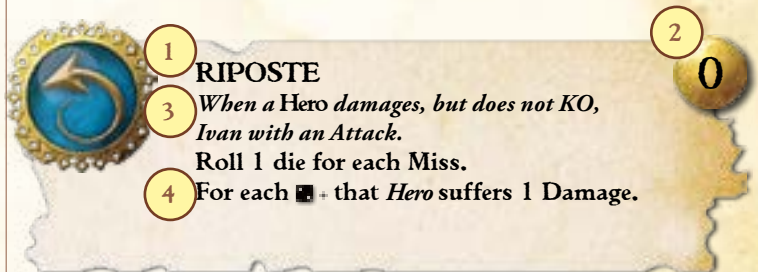 1
2
RIPOSTE
0
3
When a Hero damages, but does not KO,
Ivan with an Attack.
Roll 1 die for each Miss.
4
For each + that Hero suffers 1 Damage.